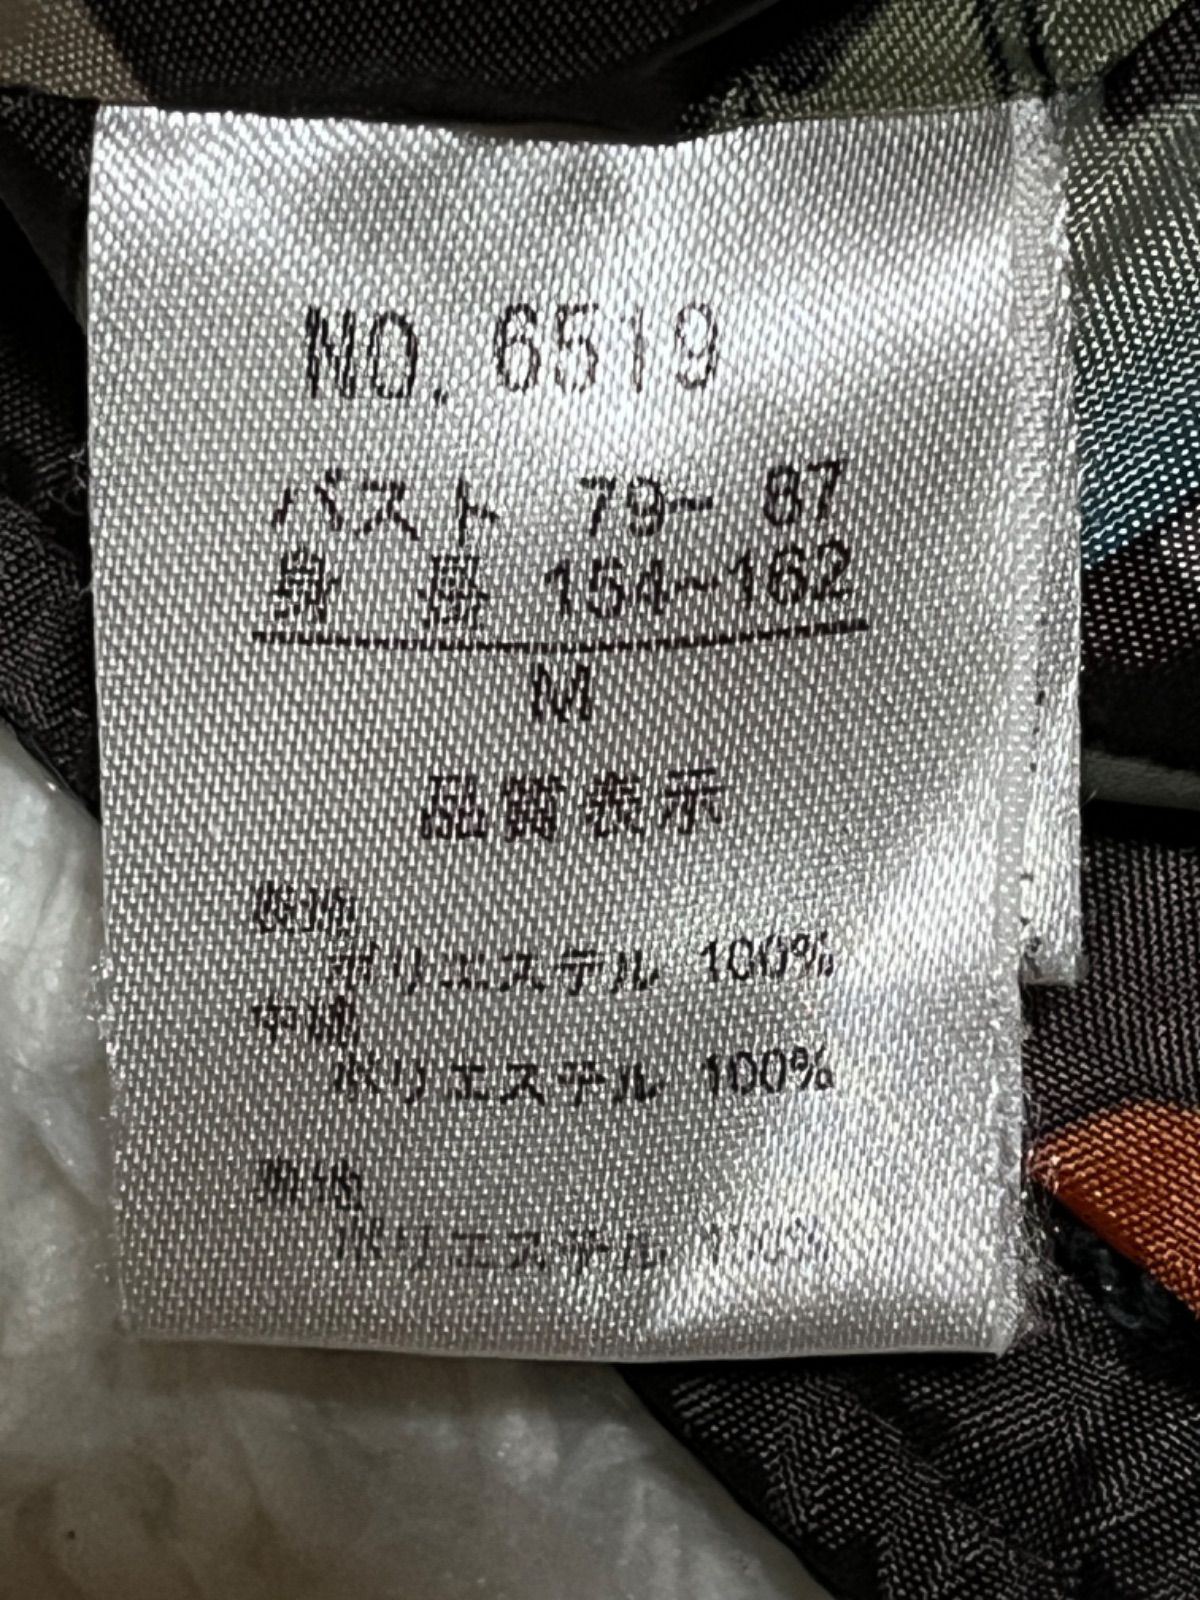 NO. 6519
バスト 79～ 87
身 長 154～162
M
品質表示
表地
ポリエステル 100%
中綿
ポリエステル 100%
裏地
ポリエステル 100%